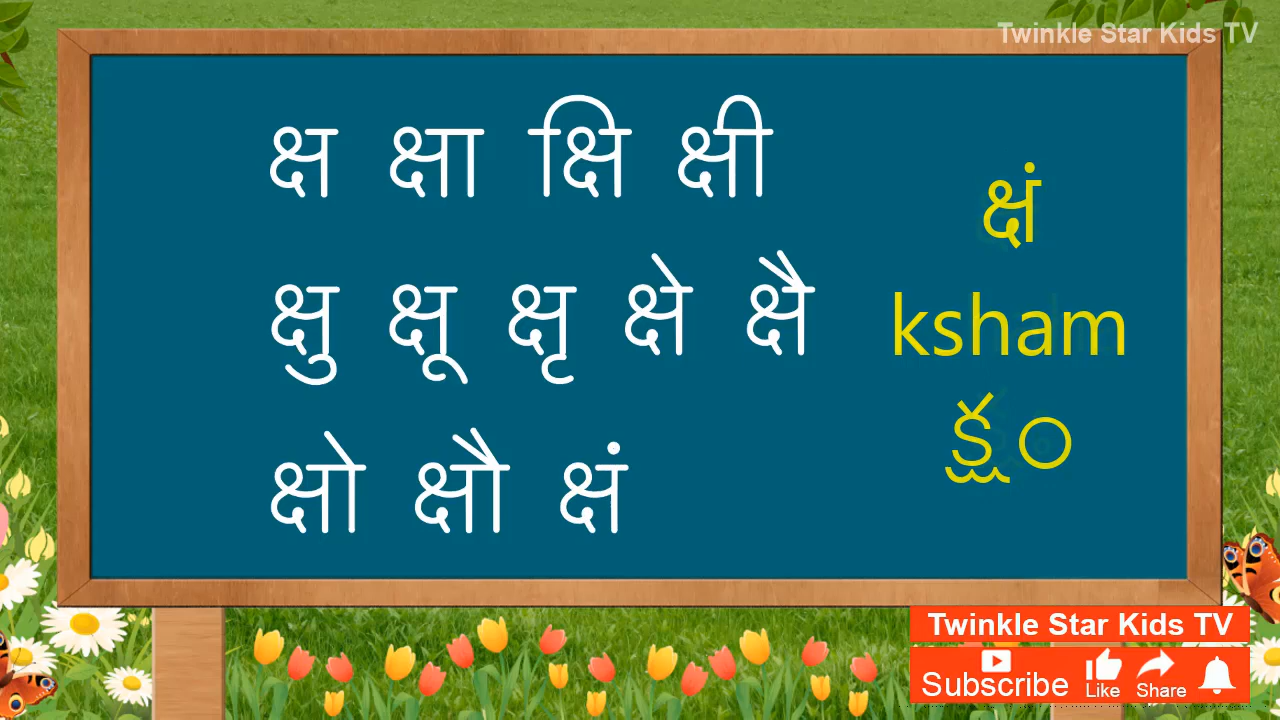 Twinkle Star Kids TV
क्ष क्षा क्षि क्षी
क्षु क्षू क्षृ क्षे क्षै
क्षो क्षौ क्षं
क्षं
ksham
క్షం
Twinkle Star Kids TV
Subscribe Like Share